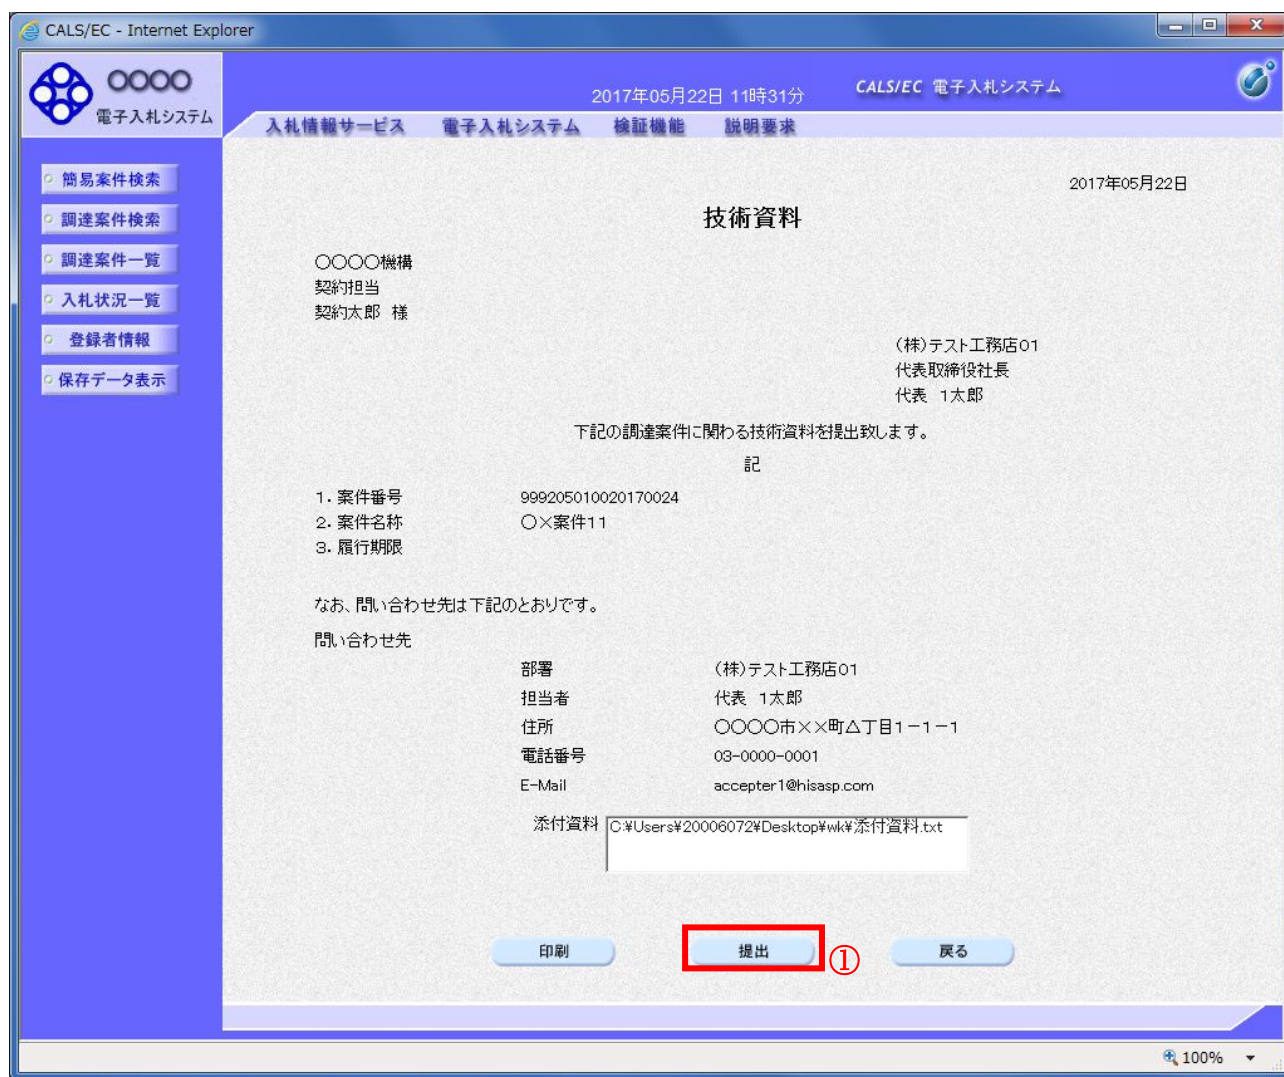 CALS/EC - Internet Explorer
〇〇〇〇
電子入札システム
2017年05月22日 11時31分
CALS/EC 電子入札システム
入札情報サービス 電子入札システム 検証機能 説明要求
簡易案件検索
調達案件検索
調達案件一覧
入札状況一覧
登録者情報
保存データ表示
2017年05月22日
技術資料
〇〇〇〇機構
契約担当
契約太郎 様
(株)テスト工務店01
代表取締役社長
代表 1太郎
下記の調達案件に関わる技術資料を提出致します。
記
1. 案件番号 999205010020170024
2. 案件名称 〇×案件11
3. 履行期限
なお、問い合わせ先は下記のとおりです。
問い合わせ先
部署 (株)テスト工務店01
担当者 代表 1太郎
住所 〇〇〇〇市××町△丁目1-1-1
電話番号 03-0000-0001
E-Mail accepter1@hisasp.com
添付資料 C:¥Users¥20006072¥Desktop¥wk¥添付資料.txt
印刷 提出 ① 戻る
100%